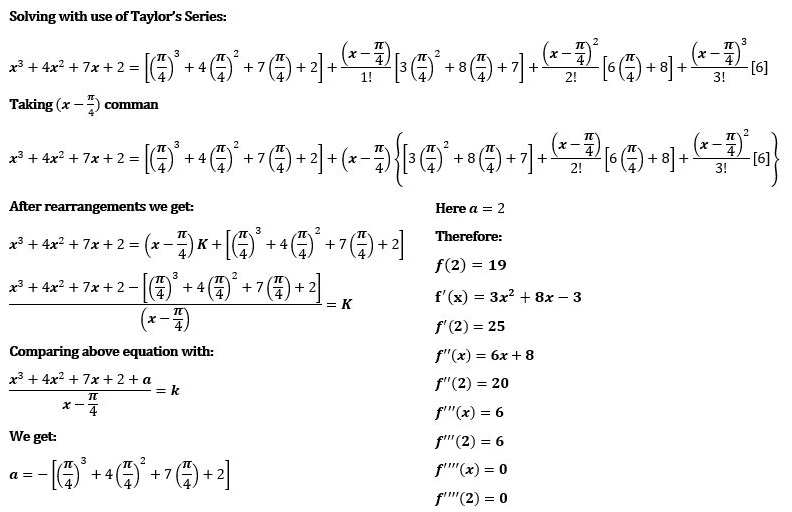 Solving with use of Taylor's Series:
x³ + 4x² + 7x + 2 = [(π/4)³ + 4(π/4)² + 7(π/4) + 2] + (x − π/4)/1! [3(π/4)² + 8(π/4) + 7] + (x − π/4)²/2! [6(π/4) + 8] + (x − π/4)³/3! [6]
Taking (x − π/4) comman
x³ + 4x² + 7x + 2 = [(π/4)³ + 4(π/4)² + 7(π/4) + 2] + (x − π/4) {[3(π/4)² + 8(π/4) + 7] + (x − π/4)/2! [6(π/4) + 8] + (x − π/4)²/3! [6]}
After rearrangements we get:
x³ + 4x² + 7x + 2 = (x − π/4) K + [(π/4)³ + 4(π/4)² + 7(π/4) + 2]
x³ + 4x² + 7x + 2 − [(π/4)³ + 4(π/4)² + 7(π/4) + 2] / (x − π/4) = K
Comparing above equation with:
x³ + 4x² + 7x + 2 + a / x − π/4 = k
We get:
a = − [(π/4)³ + 4(π/4)² + 7(π/4) + 2]
Here a = 2
Therefore:
f(2) = 19
f′(x) = 3x² + 8x − 3
f′(2) = 25
f′′(x) = 6x + 8
f′′(2) = 20
f′′′(x) = 6
f′′′(2) = 6
f′′′′(x) = 0
f′′′′(2) = 0